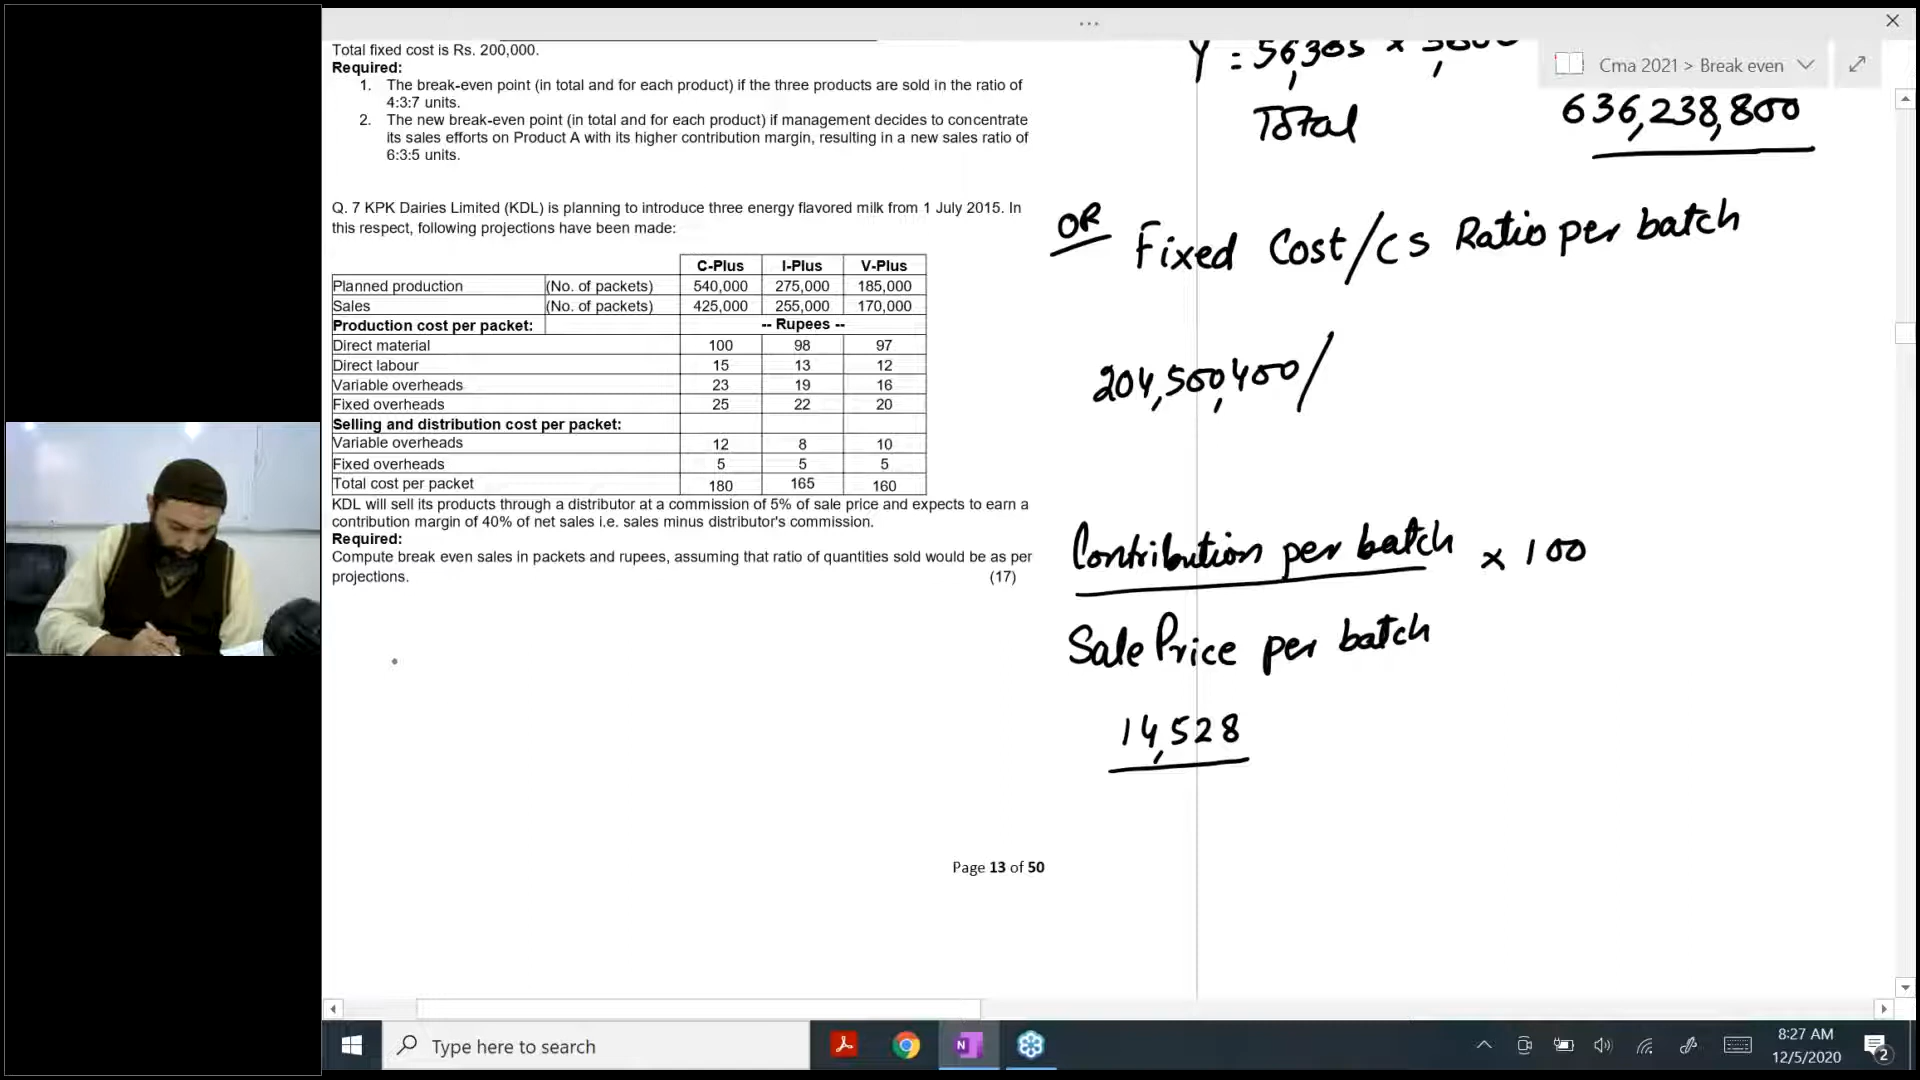 Total fixed cost is Rs. 200,000.
Required:
1. The break-even point (in total and for each product) if the three products are sold in the ratio of
4:3:7 units.
2. The new break-even point (in total and for each product) if management decides to concentrate
its sales efforts on Product A with its higher contribution margin, resulting in a new sales ratio of
6:3:5 units.
Q. 7 KPK Dairies Limited (KDL) is planning to introduce three energy flavored milk from 1 July 2015. In
this respect, following projections have been made:
C-Plus I-Plus V-Plus
Planned production (No. of packets) 540,000 275,000 185,000
Sales (No. of packets) 425,000 255,000 170,000
Production cost per packet: -- Rupees --
Direct material 100 98 97
Direct labour 15 13 12
Variable overheads 23 19 16
Fixed overheads 25 22 20
Selling and distribution cost per packet:
Variable overheads 12 8 10
Fixed overheads 5 5 5
Total cost per packet 180 165 160
KDL will sell its products through a distributor at a commission of 5% of sale price and expects to earn a
contribution margin of 40% of net sales i.e. sales minus distributor's commission.
Required:
Compute break even sales in packets and rupees, assuming that ratio of quantities sold would be as per
projections. (17)
Page 13 of 50
Cma 2021 > Break even
Total 636,238,800
OR Fixed Cost/CS Ratio per batch
204,500,400/
Contribution per batch × 100
Sale Price per batch
14,528
Type here to search
8:27 AM
12/5/2020
2